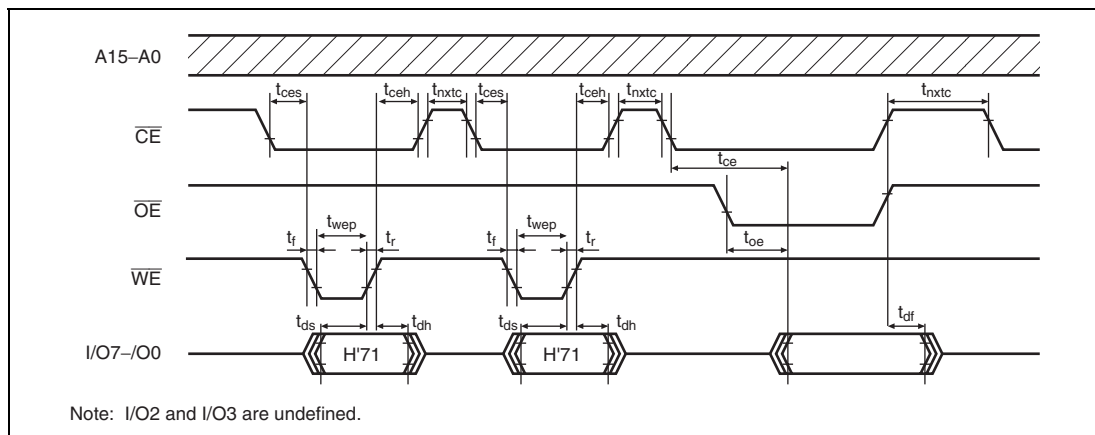 A15–A0
tces tceh tnxtc tces tceh tnxtc tnxtc
CE
tce
OE
twep twep
tf tr tf tr toe
WE
tds tdh tds tdh tdf
I/O7–/O0 H'71 H'71
Note: I/O2 and I/O3 are undefined.